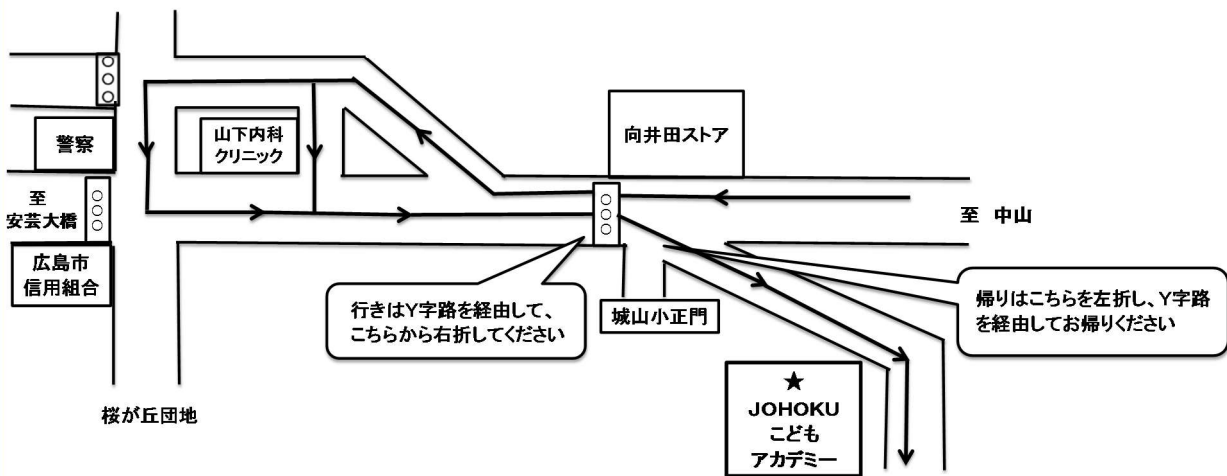 警察
山下内科
クリニック
向井田ストア
至
安芸大橋
至 中山
広島市
信用組合
行きはY字路を経由して、
こちらから右折してください
城山小正門
帰りはこちらを左折し、Y字路
を経由してお帰りください
桜が丘団地
★
JOHOKU
こども
アカデミー